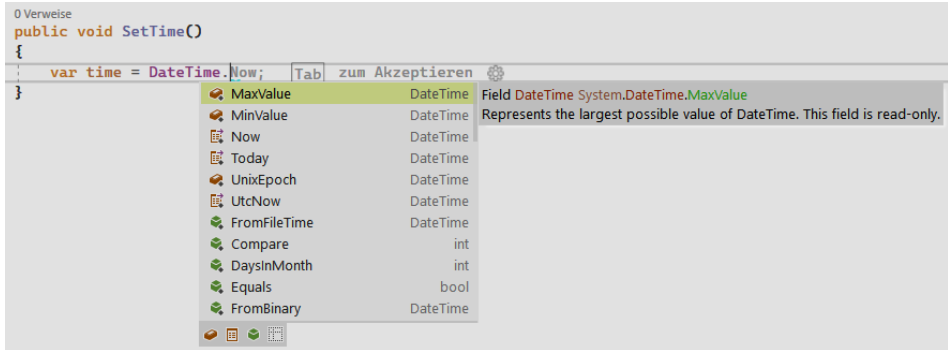 0 Verweise
public void SetTime()
{
var time = DateTime.Now; Tab zum Akzeptieren
}
MaxValue DateTime
MinValue DateTime
Now DateTime
Today DateTime
UnixEpoch DateTime
UtcNow DateTime
FromFileTime DateTime
Compare int
DaysInMonth int
Equals bool
FromBinary DateTime
Field DateTime System.DateTime.MaxValue
Represents the largest possible value of DateTime. This field is read-only.